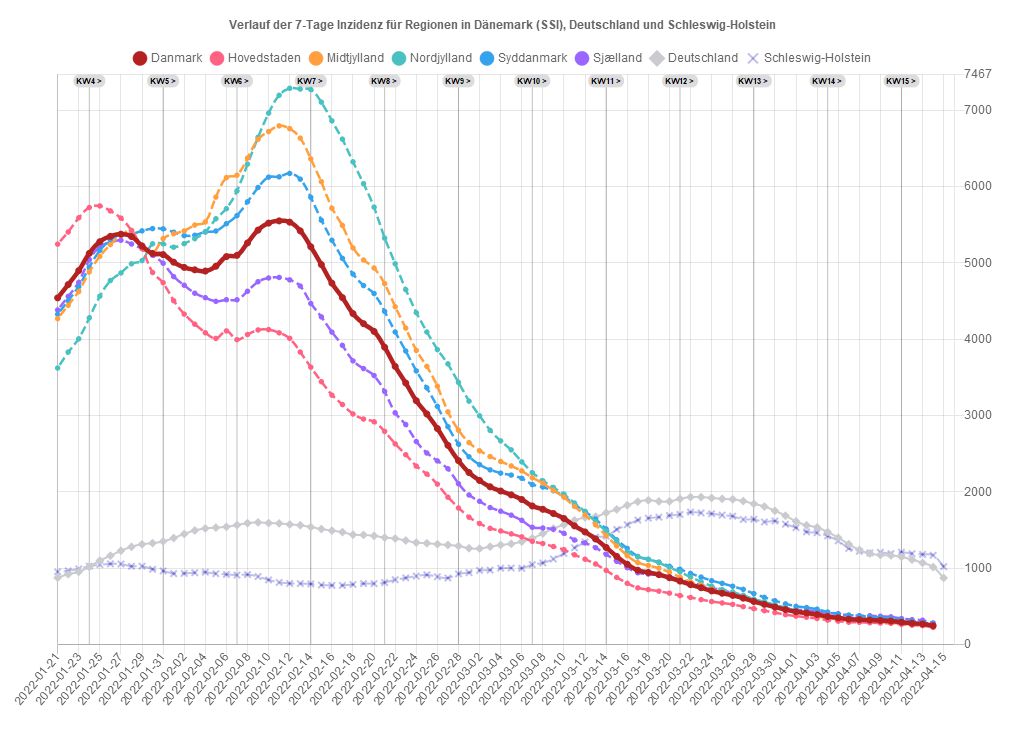 Verlauf der 7-Tage Inzidenz für Regionen in Dänemark (SSI), Deutschland und Schleswig-Holstein
Danmark Hovedstaden Midtjylland Nordjylland Syddanmark Sjælland Deutschland Schleswig-Holstein
KW4 > KW5 > KW6 > KW7 > KW8 > KW9 > KW10 > KW11 > KW12 > KW13 > KW14 > KW15 >
7467
7000
6000
5000
4000
3000
2000
1000
0
2022-01-21 2022-01-23 2022-01-25 2022-01-27 2022-01-29 2022-01-31 2022-02-02 2022-02-04 2022-02-06 2022-02-08 2022-02-10 2022-02-12 2022-02-14 2022-02-16 2022-02-18 2022-02-20 2022-02-22 2022-02-24 2022-02-26 2022-02-28 2022-03-02 2022-03-04 2022-03-06 2022-03-08 2022-03-10 2022-03-12 2022-03-14 2022-03-16 2022-03-18 2022-03-20 2022-03-22 2022-03-24 2022-03-26 2022-03-28 2022-03-30 2022-04-01 2022-04-03 2022-04-05 2022-04-07 2022-04-09 2022-04-11 2022-04-13 2022-04-15